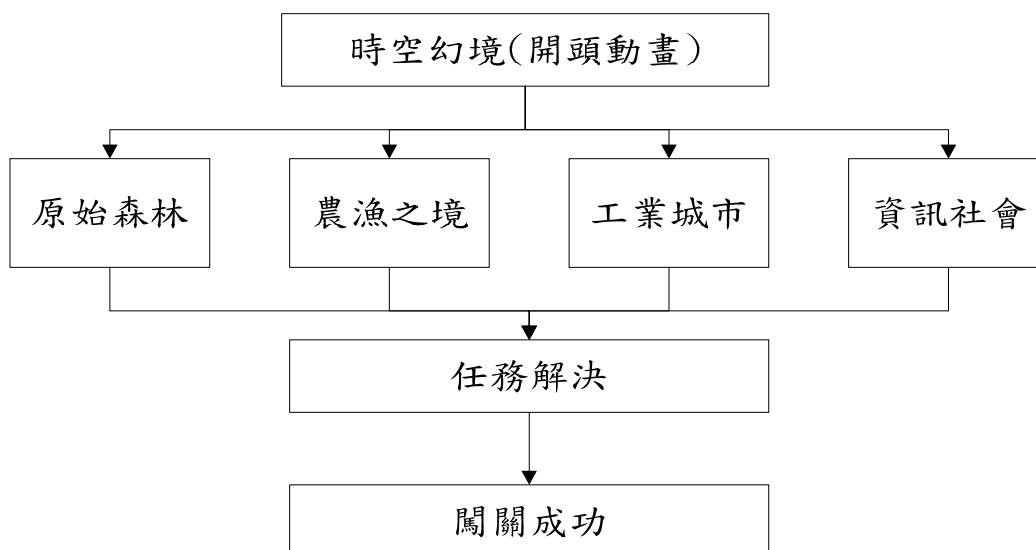 時空幻境(開頭動畫)
原始森林
農漁之境
工業城市
資訊社會
任務解決
闖關成功